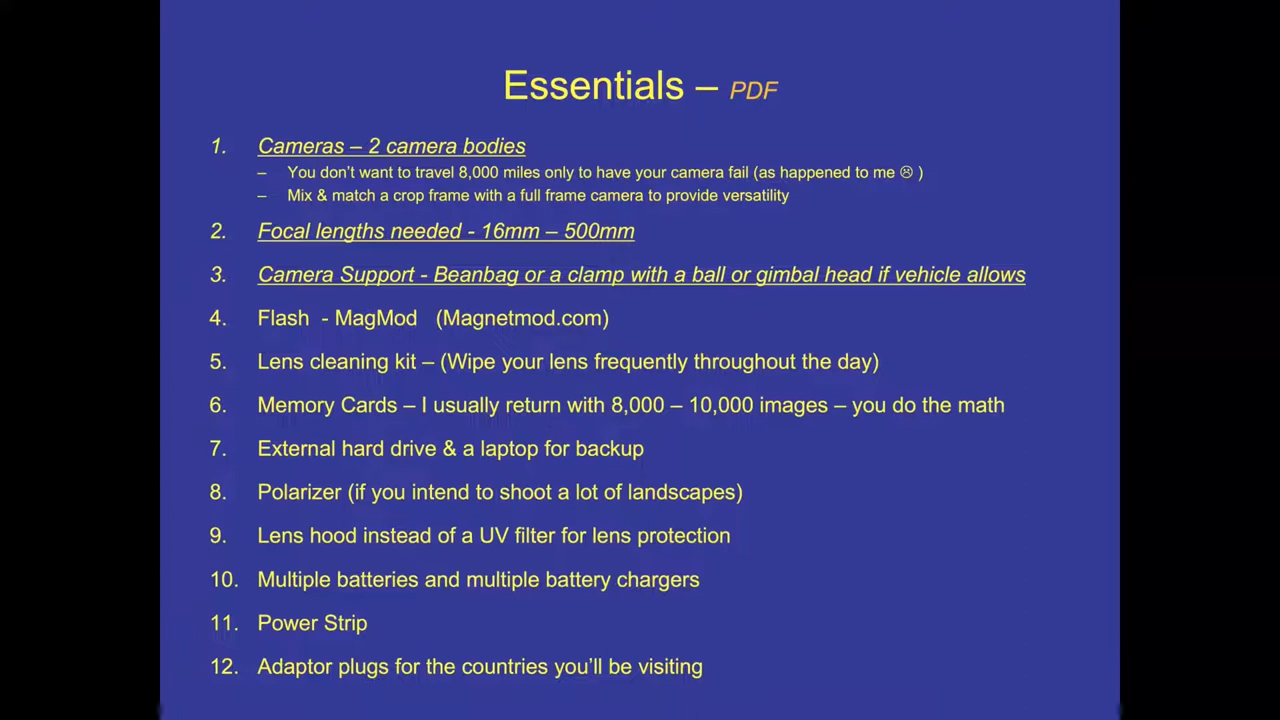 Essentials – PDF
1. Cameras – 2 camera bodies
– You don’t want to travel 8,000 miles only to have your camera fail (as happened to me ☹ )
– Mix & match a crop frame with a full frame camera to provide versatility
2. Focal lengths needed - 16mm – 500mm
3. Camera Support - Beanbag or a clamp with a ball or gimbal head if vehicle allows
4. Flash - MagMod (Magnetmod.com)
5. Lens cleaning kit – (Wipe your lens frequently throughout the day)
6. Memory Cards – I usually return with 8,000 – 10,000 images – you do the math
7. External hard drive & a laptop for backup
8. Polarizer (if you intend to shoot a lot of landscapes)
9. Lens hood instead of a UV filter for lens protection
10. Multiple batteries and multiple battery chargers
11. Power Strip
12. Adaptor plugs for the countries you’ll be visiting